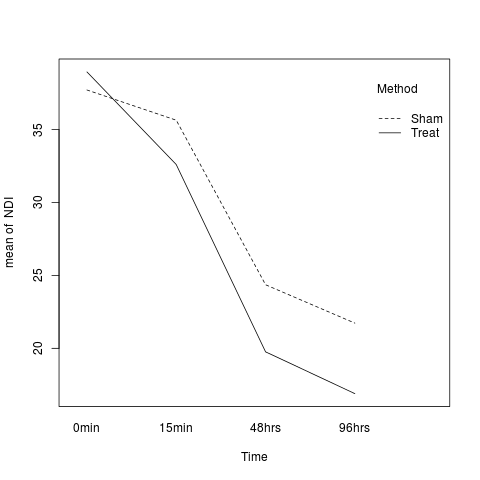 Method
Sham
Treat
mean of NDI
35
30
25
20
0min 15min 48hrs 96hrs
Time